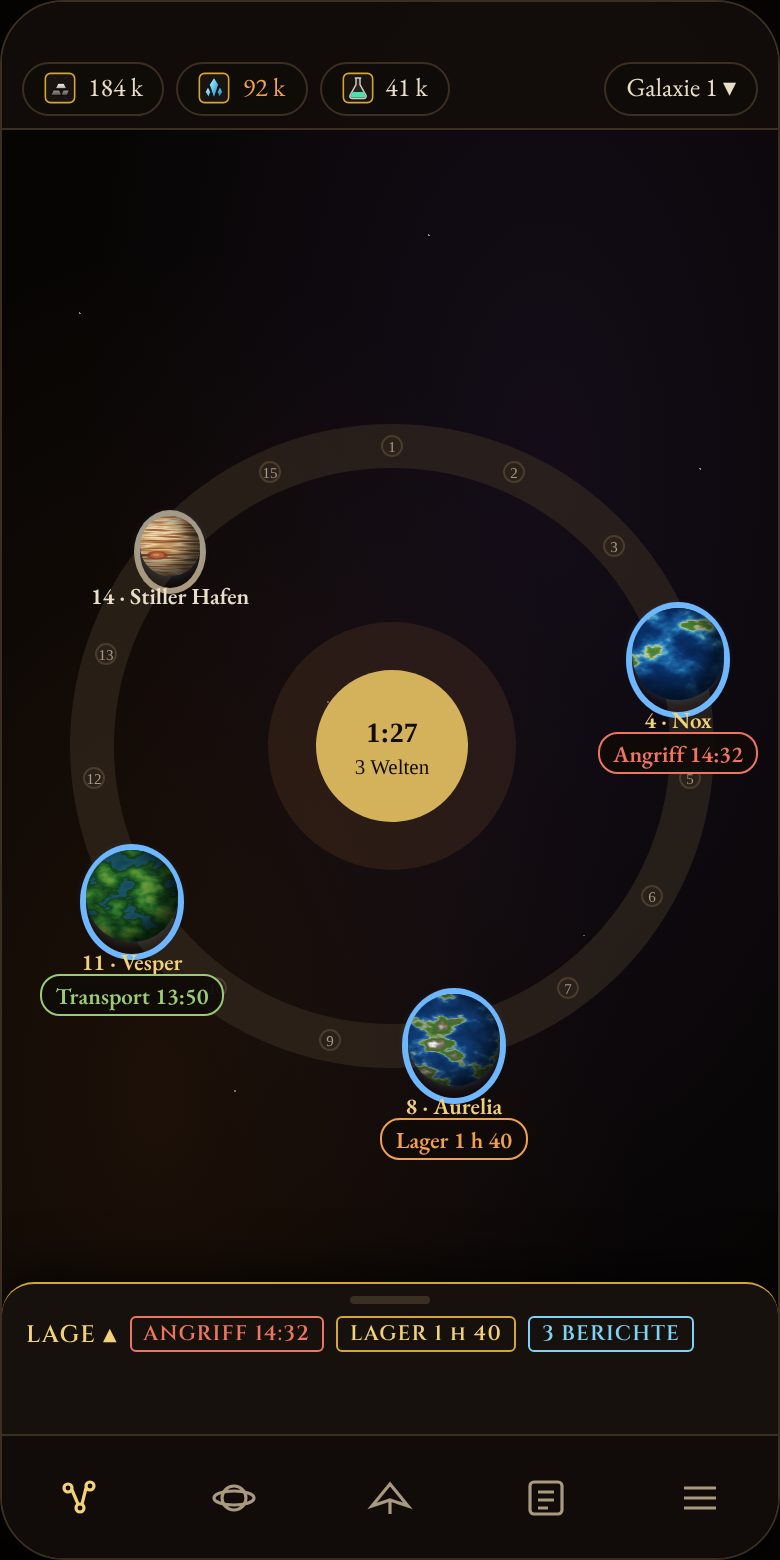 184 k
92 k
41 k
Galaxie 1 ▼
1
15
2
3
14 · Stiller Hafen
13
1:27
3 Welten
4 · Nox
Angriff 14:32
12
5
6
11 · Vesper
Transport 13:50
7
9
8 · Aurelia
Lager 1 h 40
LAGE ▲
ANGRIFF 14:32
LAGER 1 H 40
3 BERICHTE